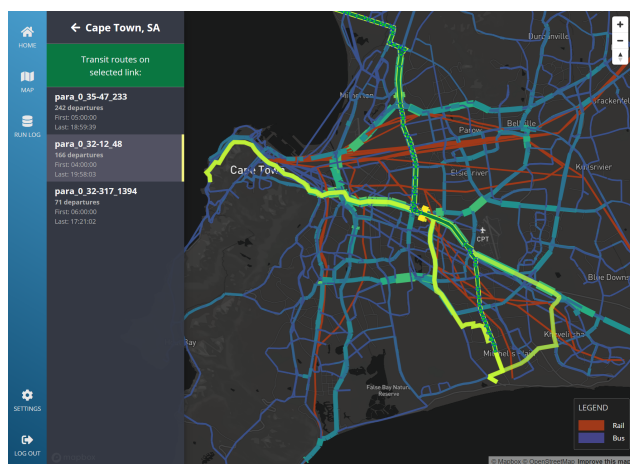 ← Cape Town, SA
HOME
Transit routes on
selected link:
MAP
para_0_35-47_233
242 departures
First: 05:00:00
Last: 18:59:39
RUN LOG
para_0_32-12_48
166 departures
First: 04:00:00
Last: 19:58:03
para_0_32-317_1394
71 departures
First: 06:00:00
Last: 17:21:02
SETTINGS
LOG OUT
+
−
Durbanville
Milnerton
Parow
Bellville
Brackenfell
Kuilsrivier
Elsies River
Cape Town
CPT
Blue Downs
Khayelitsha
Mitchells Plain
Bay
False Bay Nature
Reserve
LEGEND
Rail
Bus
© Mapbox © OpenStreetMap Improve this map